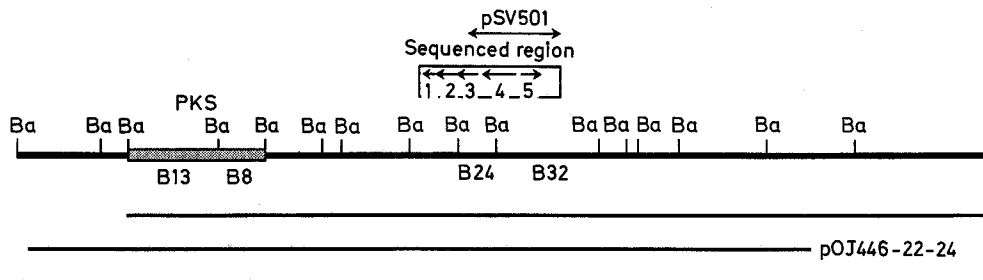 pSV501
Sequenced region
1 2 3 4 5
PKS
Ba Ba Ba Ba Ba Ba Ba Ba Ba Ba Ba Ba Ba Ba Ba Ba
B13 B8 B24 B32
pOJ446-22-24